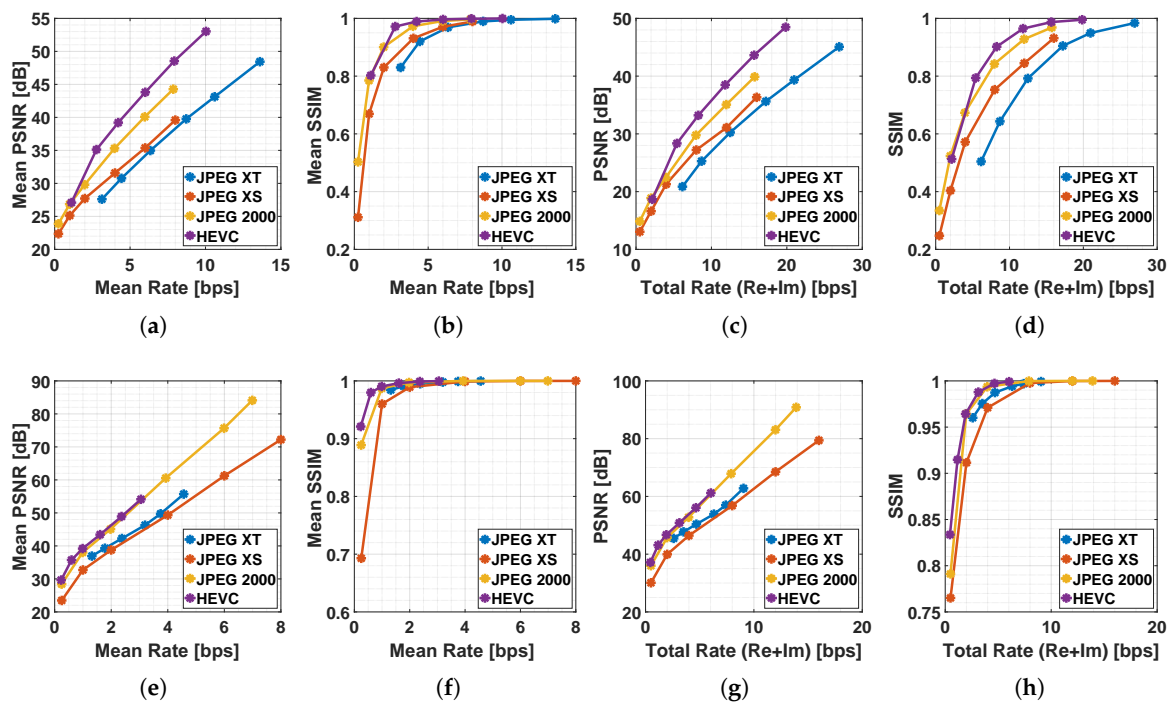 55
50
45
40
35
30
25
20
0
5
10
15
Mean PSNR [dB]
Mean Rate [bps]
JPEG XT
JPEG XS
JPEG 2000
HEVC
(a)
1
0.8
0.6
0.4
0.2
0
5
10
15
Mean SSIM
Mean Rate [bps]
JPEG XT
JPEG XS
JPEG 2000
HEVC
(b)
50
40
30
20
10
0
10
20
30
PSNR [dB]
Total Rate (Re+Im) [bps]
JPEG XT
JPEG XS
JPEG 2000
HEVC
(c)
1
0.8
0.6
0.4
0.2
0
10
20
30
SSIM
Total Rate (Re+Im) [bps]
JPEG XT
JPEG XS
JPEG 2000
HEVC
(d)
90
80
70
60
50
40
30
20
0
2
4
6
8
Mean PSNR [dB]
Mean Rate [bps]
JPEG XT
JPEG XS
JPEG 2000
HEVC
(e)
1
0.9
0.8
0.7
0.6
0
2
4
6
8
Mean SSIM
Mean Rate [bps]
JPEG XT
JPEG XS
JPEG 2000
HEVC
(f)
100
80
60
40
20
0
10
20
PSNR [dB]
Total Rate (Re+Im) [bps]
JPEG XT
JPEG XS
JPEG 2000
HEVC
(g)
1
0.95
0.9
0.85
0.8
0.75
0
10
20
SSIM
Total Rate (Re+Im) [bps]
JPEG XT
JPEG XS
JPEG 2000
HEVC
(h)